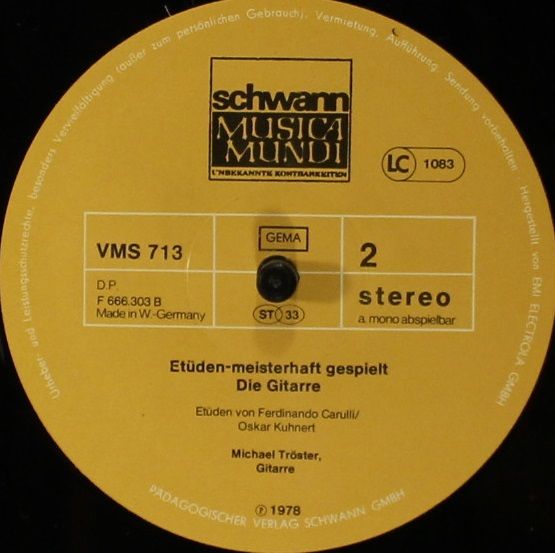 Urheber- und Leistungsschutzrechte, besonders Vervielfältigung (außer zum persönlichen Gebrauch), Vermietung, Aufführung, Sendung vorbehalten · Hergestellt von EMI ELECTROLA GMBH
schwann
MUSICA
MUNDI
UNBEKANNTE KOSTBARKEITEN
LC 1083
VMS 713
GEMA
2
D.P.
F 666.303 B
Made in W.-Germany
ST 33
stereo
a. mono abspielbar
Etüden-meisterhaft gespielt
Die Gitarre
Etüden von Ferdinando Carulli/
Oskar Kuhnert
Michael Tröster,
Gitarre
℗ 1978
PÄDAGOGISCHER VERLAG SCHWANN GMBH